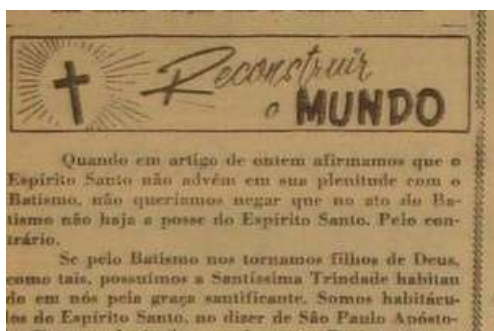 Reconstruir
o MUNDO
Quando em artigo de ontem afirmamos que o
Espírito Santo não advém em sua plenitude com o
Batismo, não queríamos negar que no ato do Ba-
tismo não haja a posse do Espírito Santo. Pelo con-
trário.
Se pelo Batismo nos tornamos filhos de Deus,
como tais, possuímos a Santíssima Trindade habitan
do em nós pela graça santificante. Somos habitácu-
los do Espírito Santo, no dizer de São Paulo Apósto-